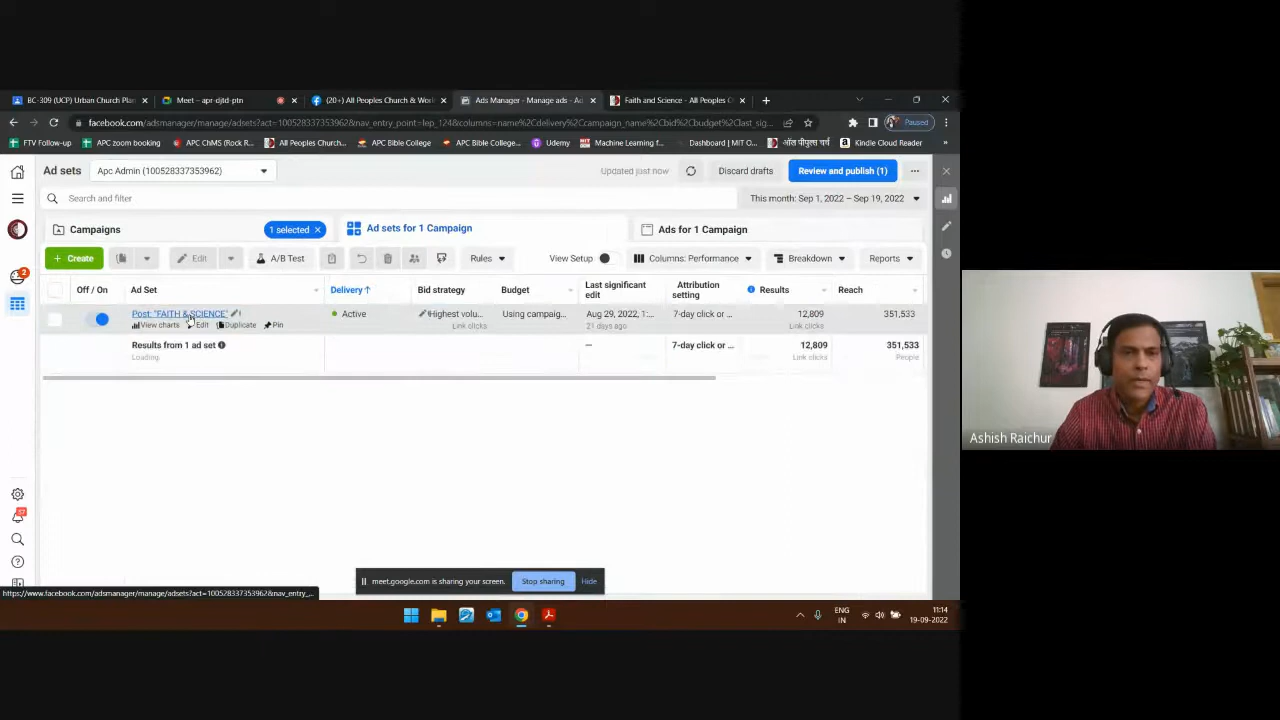 BC-309 (UCP) Urban Church Plan
Meet – apr-djtd-ptn
(20+) All Peoples Church & Worl
Ads Manager - Manage ads - Ad
Faith and Science - All Peoples C
facebook.com/adsmanager/manage/adsets?act=100528337353962&nav_entry_point=lep_124&columns=name%2Cdelivery%2Ccampaign_name%2Cbid%2Cbudget%2Clast_sig...
Paused
FTV Follow-up
APC zoom booking
APC ChMS (Rock R...
All Peoples Church...
APC Bible College
APC Bible College...
Udemy
Machine Learning f...
Dashboard | MIT O...
ऑल पीपुल्स चर्च
Kindle Cloud Reader
Ad sets
Apc Admin (100528337353962)
Updated just now
Discard drafts
Review and publish (1)
Search and filter
This month: Sep 1, 2022 – Sep 19, 2022
Campaigns
1 selected
Ad sets for 1 Campaign
Ads for 1 Campaign
+ Create
Edit
A/B Test
Rules
View Setup
Columns: Performance
Breakdown
Reports
Off / On
Ad Set
Delivery ↑
Bid strategy
Budget
Last significant edit
Attribution setting
Results
Reach
Post: "FAITH & SCIENCE"
View charts
Edit
Duplicate
Pin
Active
Highest volu...
Link clicks
Using campaig...
Aug 29, 2022, 1...
21 days ago
7-day click or ...
12,809
Link clicks
351,533
Results from 1 ad set
Loading.
—
7-day click or ...
12,809
Link clicks
351,533
People
2
Ashish Raichur
meet.google.com is sharing your screen.
Stop sharing
Hide
https://www.facebook.com/adsmanager/manage/adsets?act=100528337353962&nav_entry_...
ENG
IN
11:14
19-09-2022